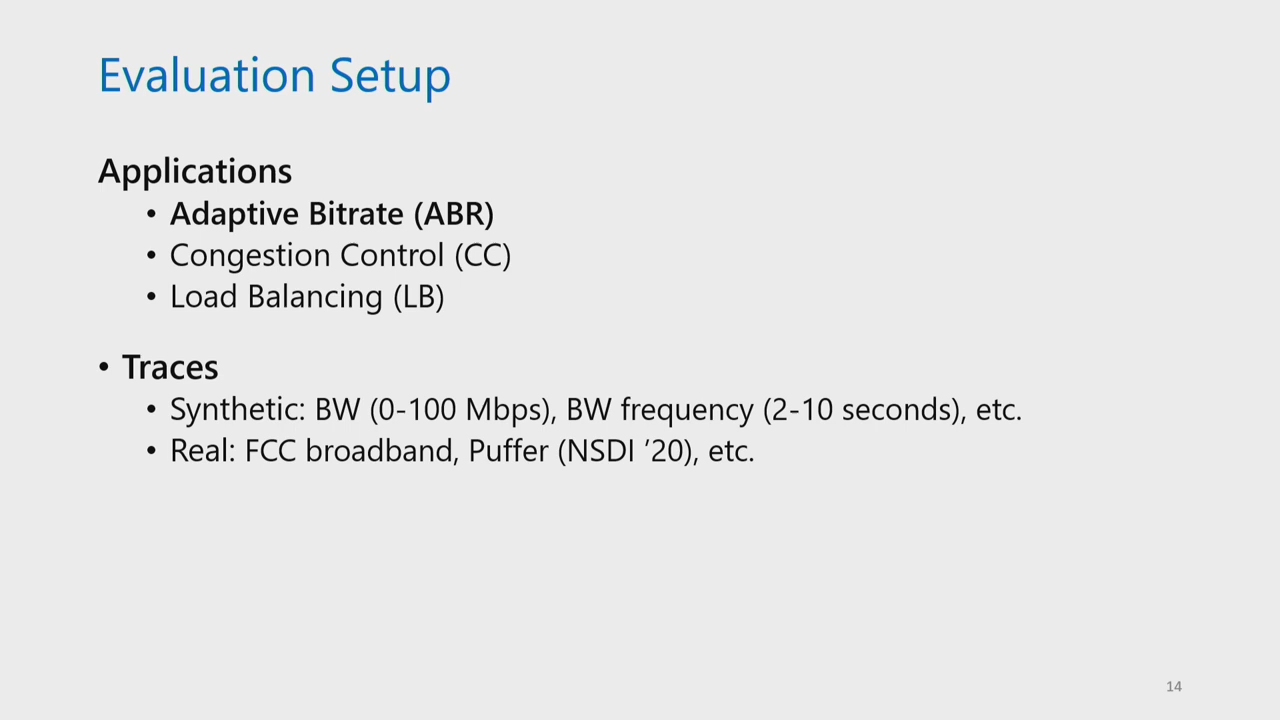 Evaluation Setup
Applications
• Adaptive Bitrate (ABR)
• Congestion Control (CC)
• Load Balancing (LB)
• Traces
• Synthetic: BW (0-100 Mbps), BW frequency (2-10 seconds), etc.
• Real: FCC broadband, Puffer (NSDI ’20), etc.
14